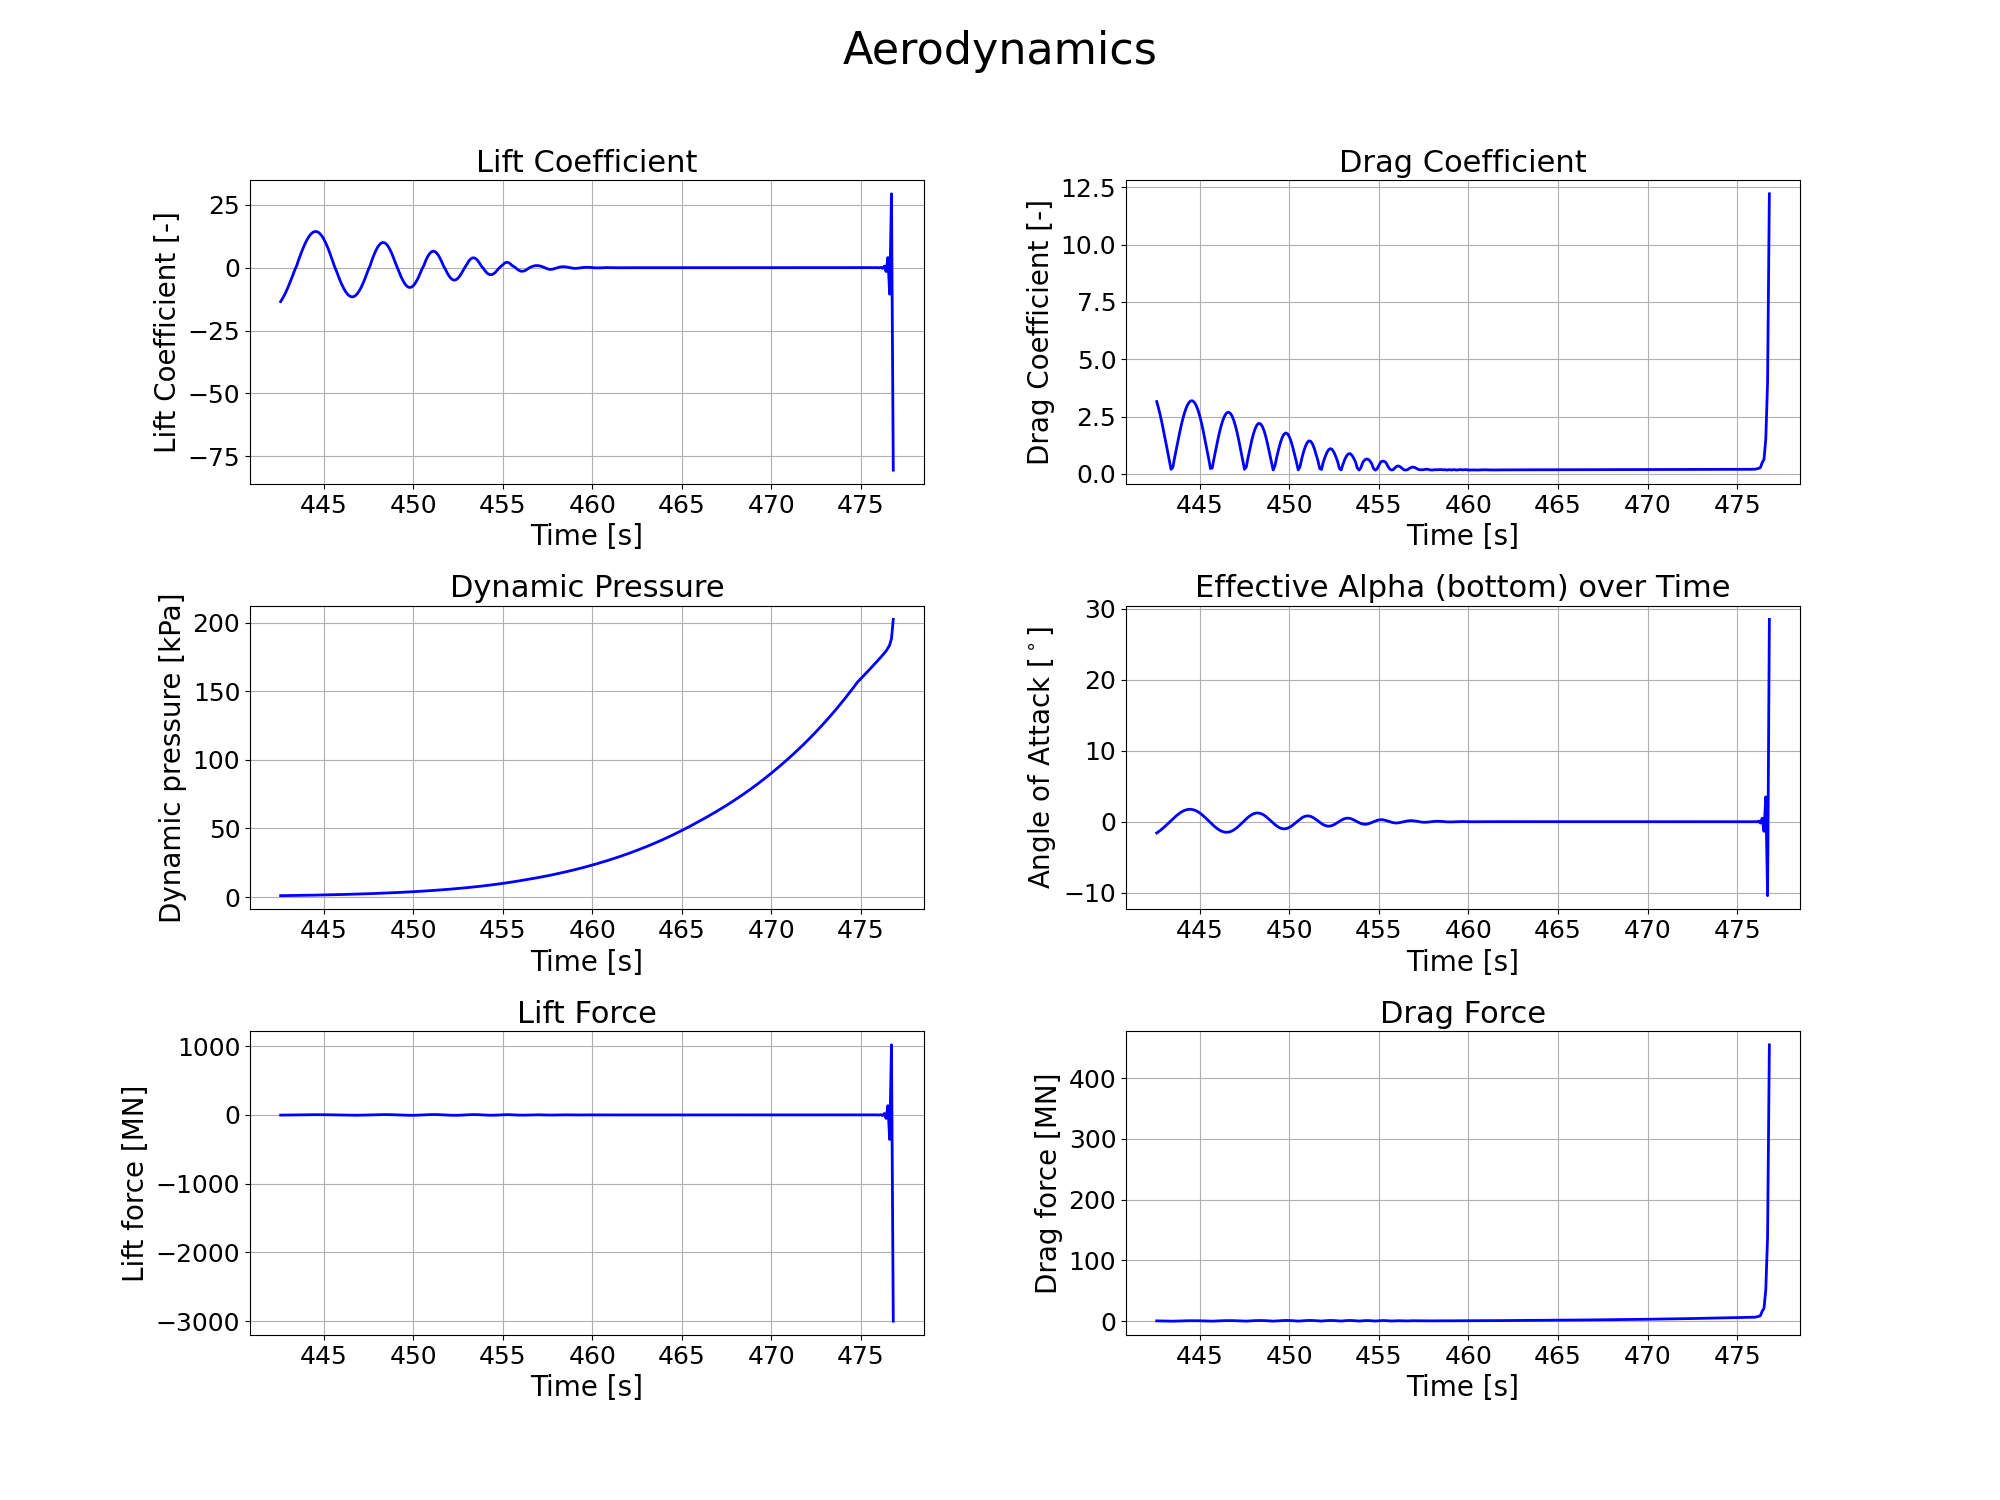 Aerodynamics
Lift Coefficient
Lift Coefficient [-]
25
0
−25
−50
−75
445 450 455 460 465 470 475
Time [s]
Drag Coefficient
Drag Coefficient [-]
12.5
10.0
7.5
5.0
2.5
0.0
445 450 455 460 465 470 475
Time [s]
Dynamic Pressure
Dynamic pressure [kPa]
200
150
100
50
0
445 450 455 460 465 470 475
Time [s]
Effective Alpha (bottom) over Time
Angle of Attack [°]
30
20
10
0
−10
445 450 455 460 465 470 475
Time [s]
Lift Force
Lift force [MN]
1000
0
−1000
−2000
−3000
445 450 455 460 465 470 475
Time [s]
Drag Force
Drag force [MN]
400
300
200
100
0
445 450 455 460 465 470 475
Time [s]